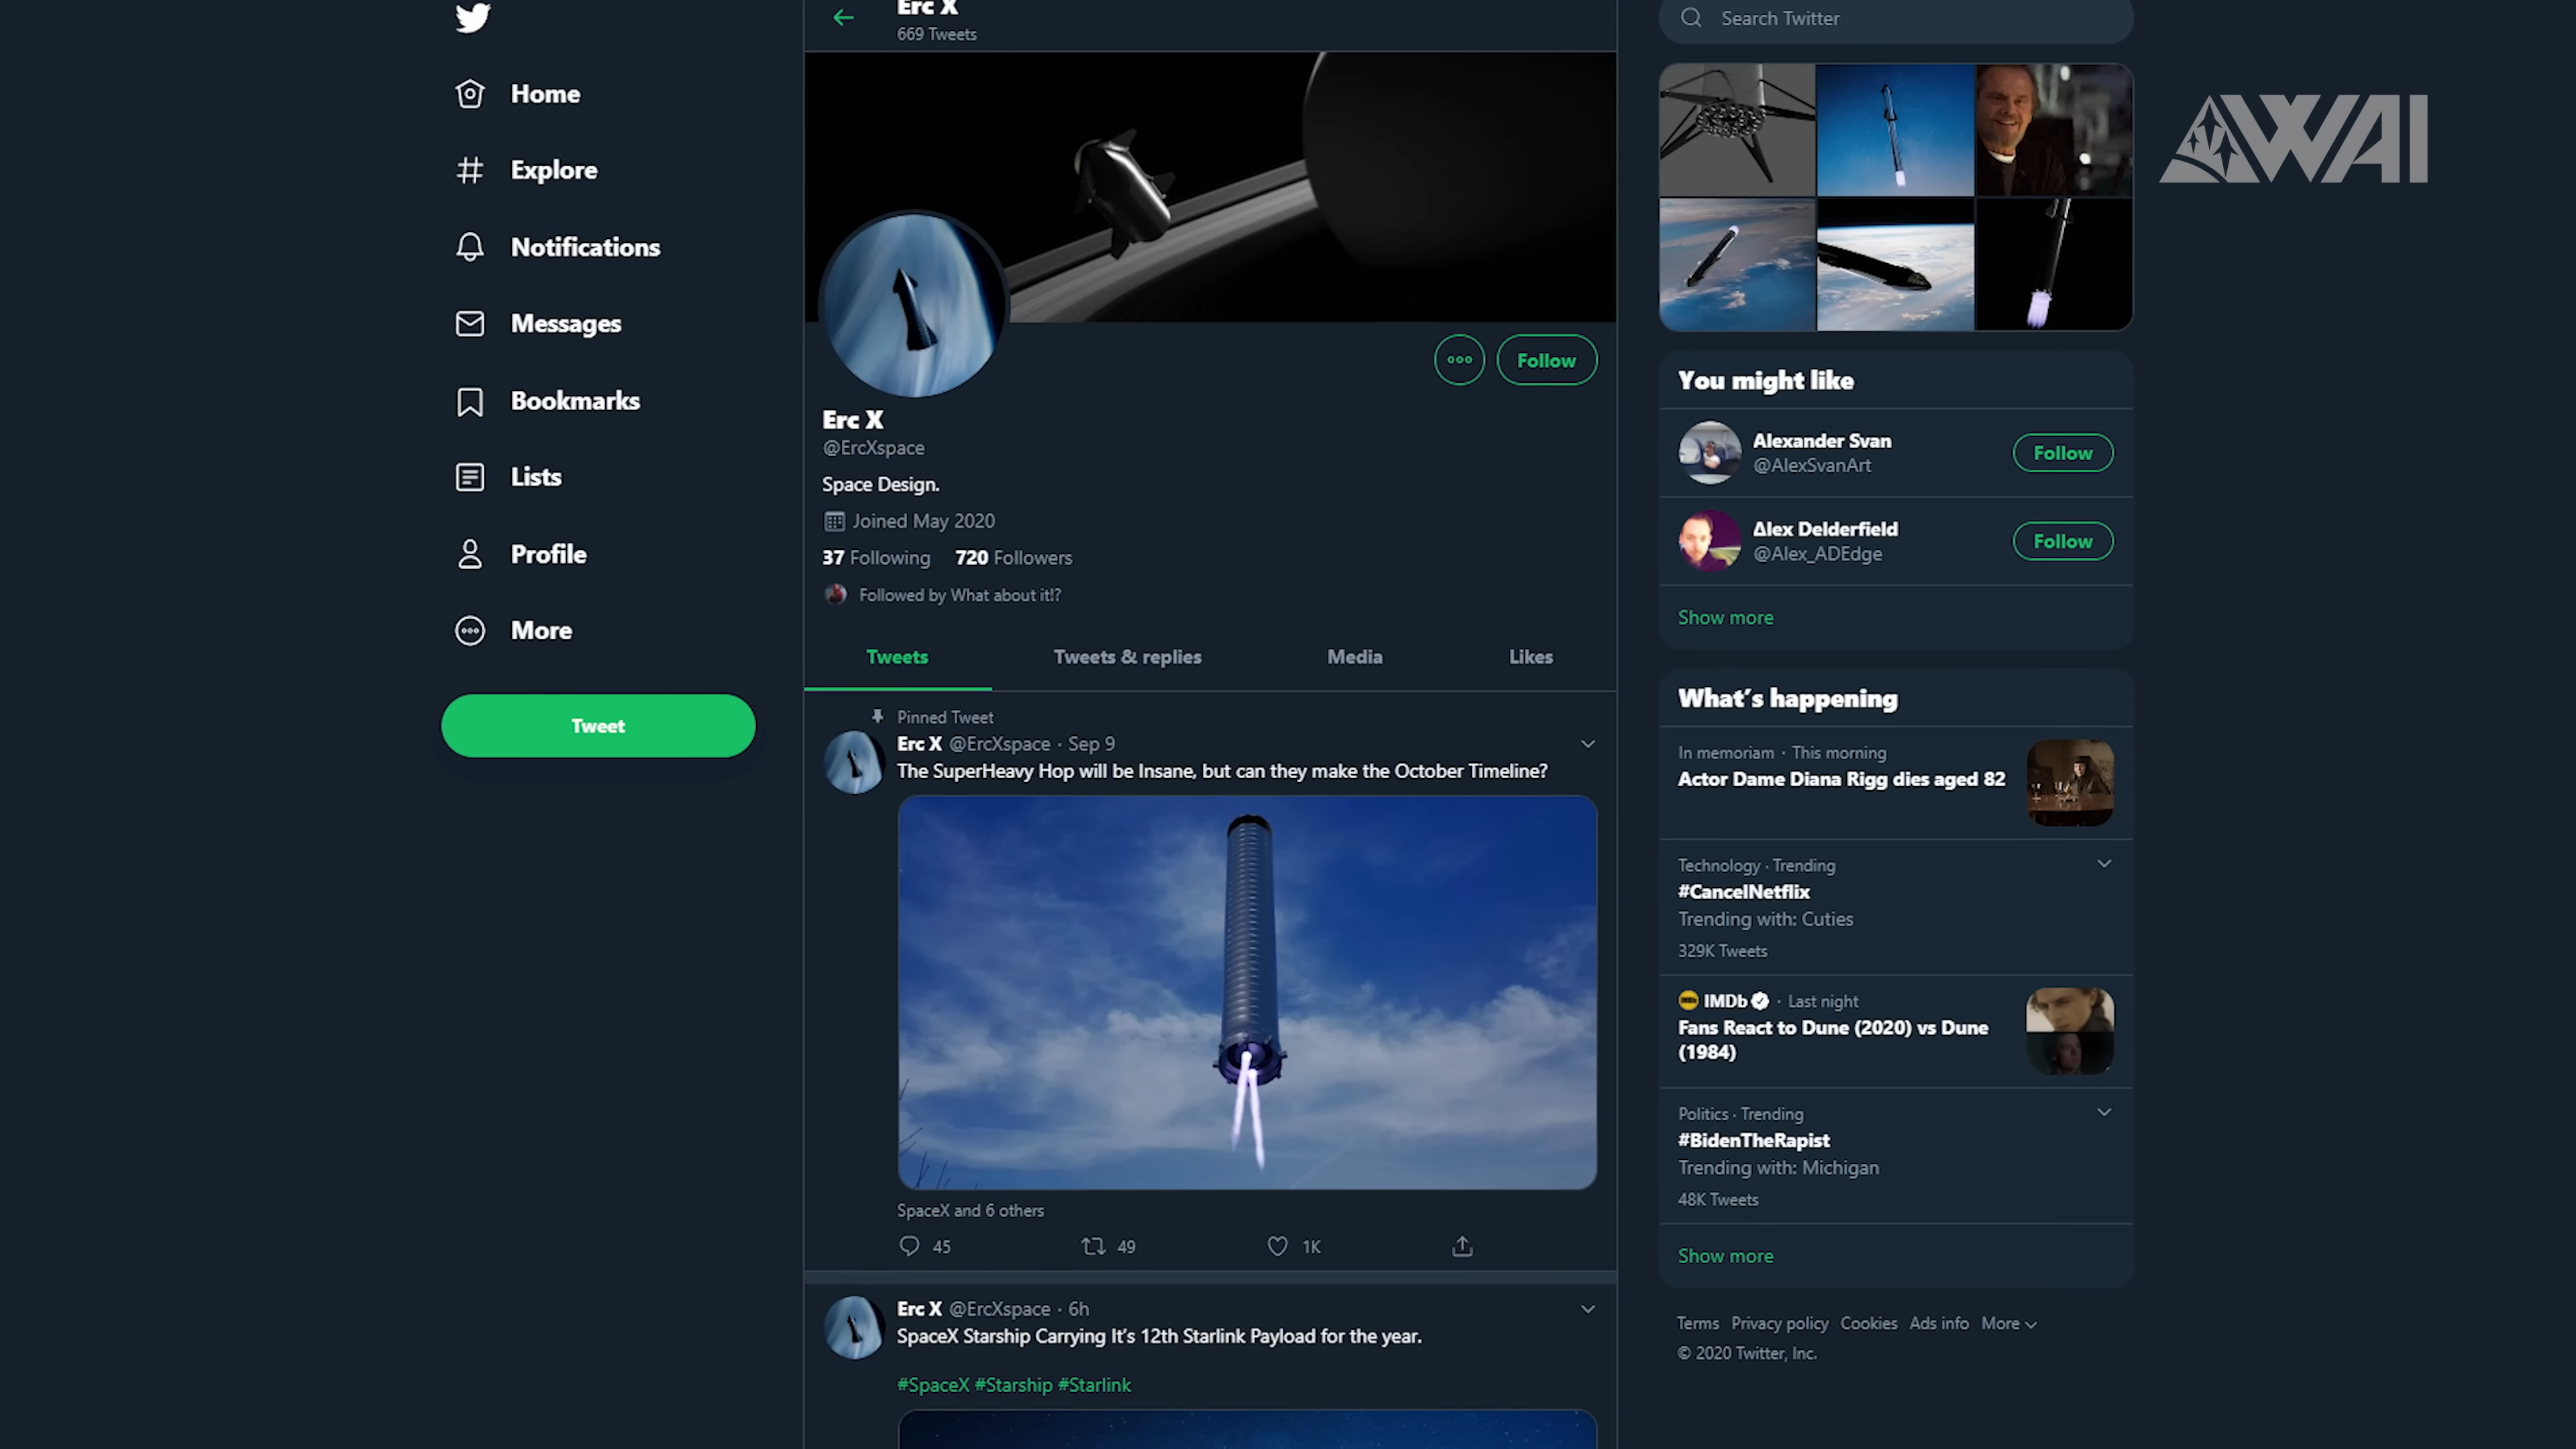 Erc X
669 Tweets
Home
Explore
Notifications
Messages
Bookmarks
Lists
Profile
More
Tweet
Follow
Erc X
@ErcXspace
Space Design.
Joined May 2020
37 Following 720 Followers
Followed by What about it!?
Tweets Tweets & replies Media Likes
Pinned Tweet
Erc X @ErcXspace · Sep 9
The SuperHeavy Hop will be Insane, but can they make the October Timeline?
SpaceX and 6 others
45 49 1K
Erc X @ErcXspace · 6h
SpaceX Starship Carrying It's 12th Starlink Payload for the year.
#SpaceX #Starship #Starlink
Search Twitter
WAI
You might like
Alexander Svan
@AlexSvanArt
Follow
Δlex Delderfield
@Alex_ADEdge
Follow
Show more
What's happening
In memoriam · This morning
Actor Dame Diana Rigg dies aged 82
Technology · Trending
#CancelNetflix
Trending with: Cuties
329K Tweets
IMDb · Last night
Fans React to Dune (2020) vs Dune
(1984)
Politics · Trending
#BidenTheRapist
Trending with: Michigan
48K Tweets
Show more
Terms Privacy policy Cookies Ads info More
© 2020 Twitter, Inc.